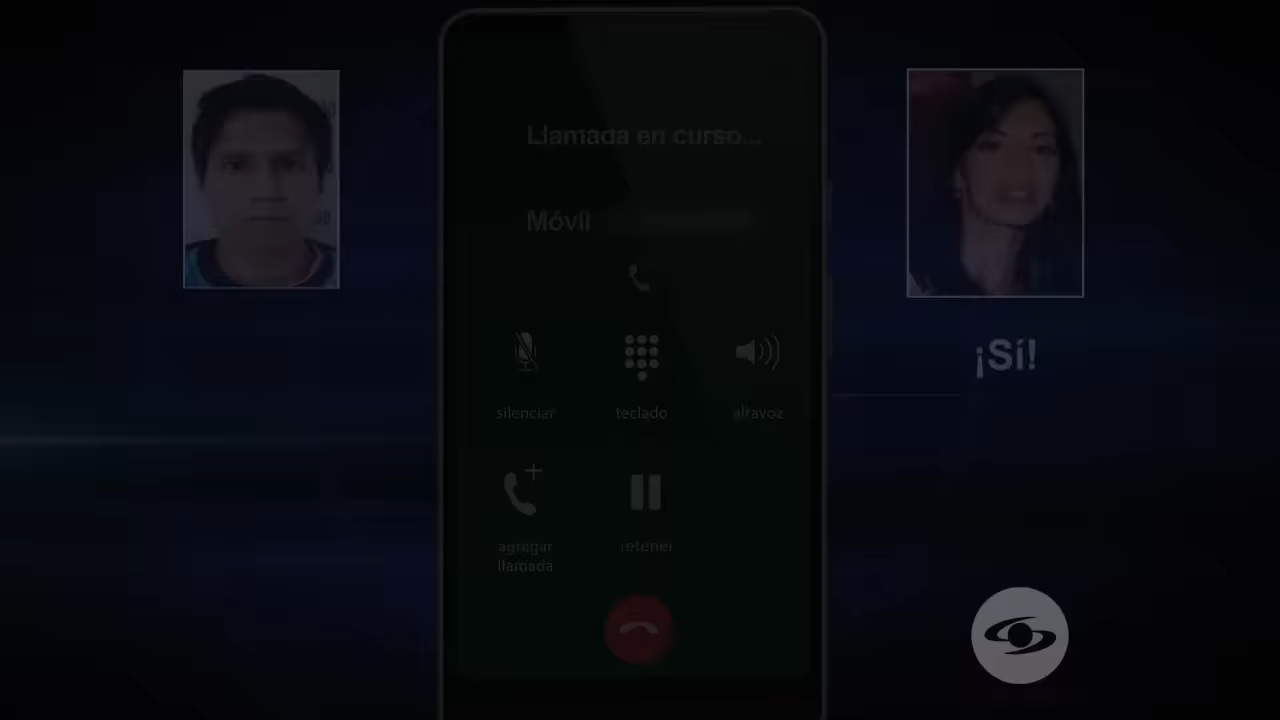 Llamada en curso...
Móvil
¡Sí!
silenciar
teclado
altavoz
agregar
llamada
retener